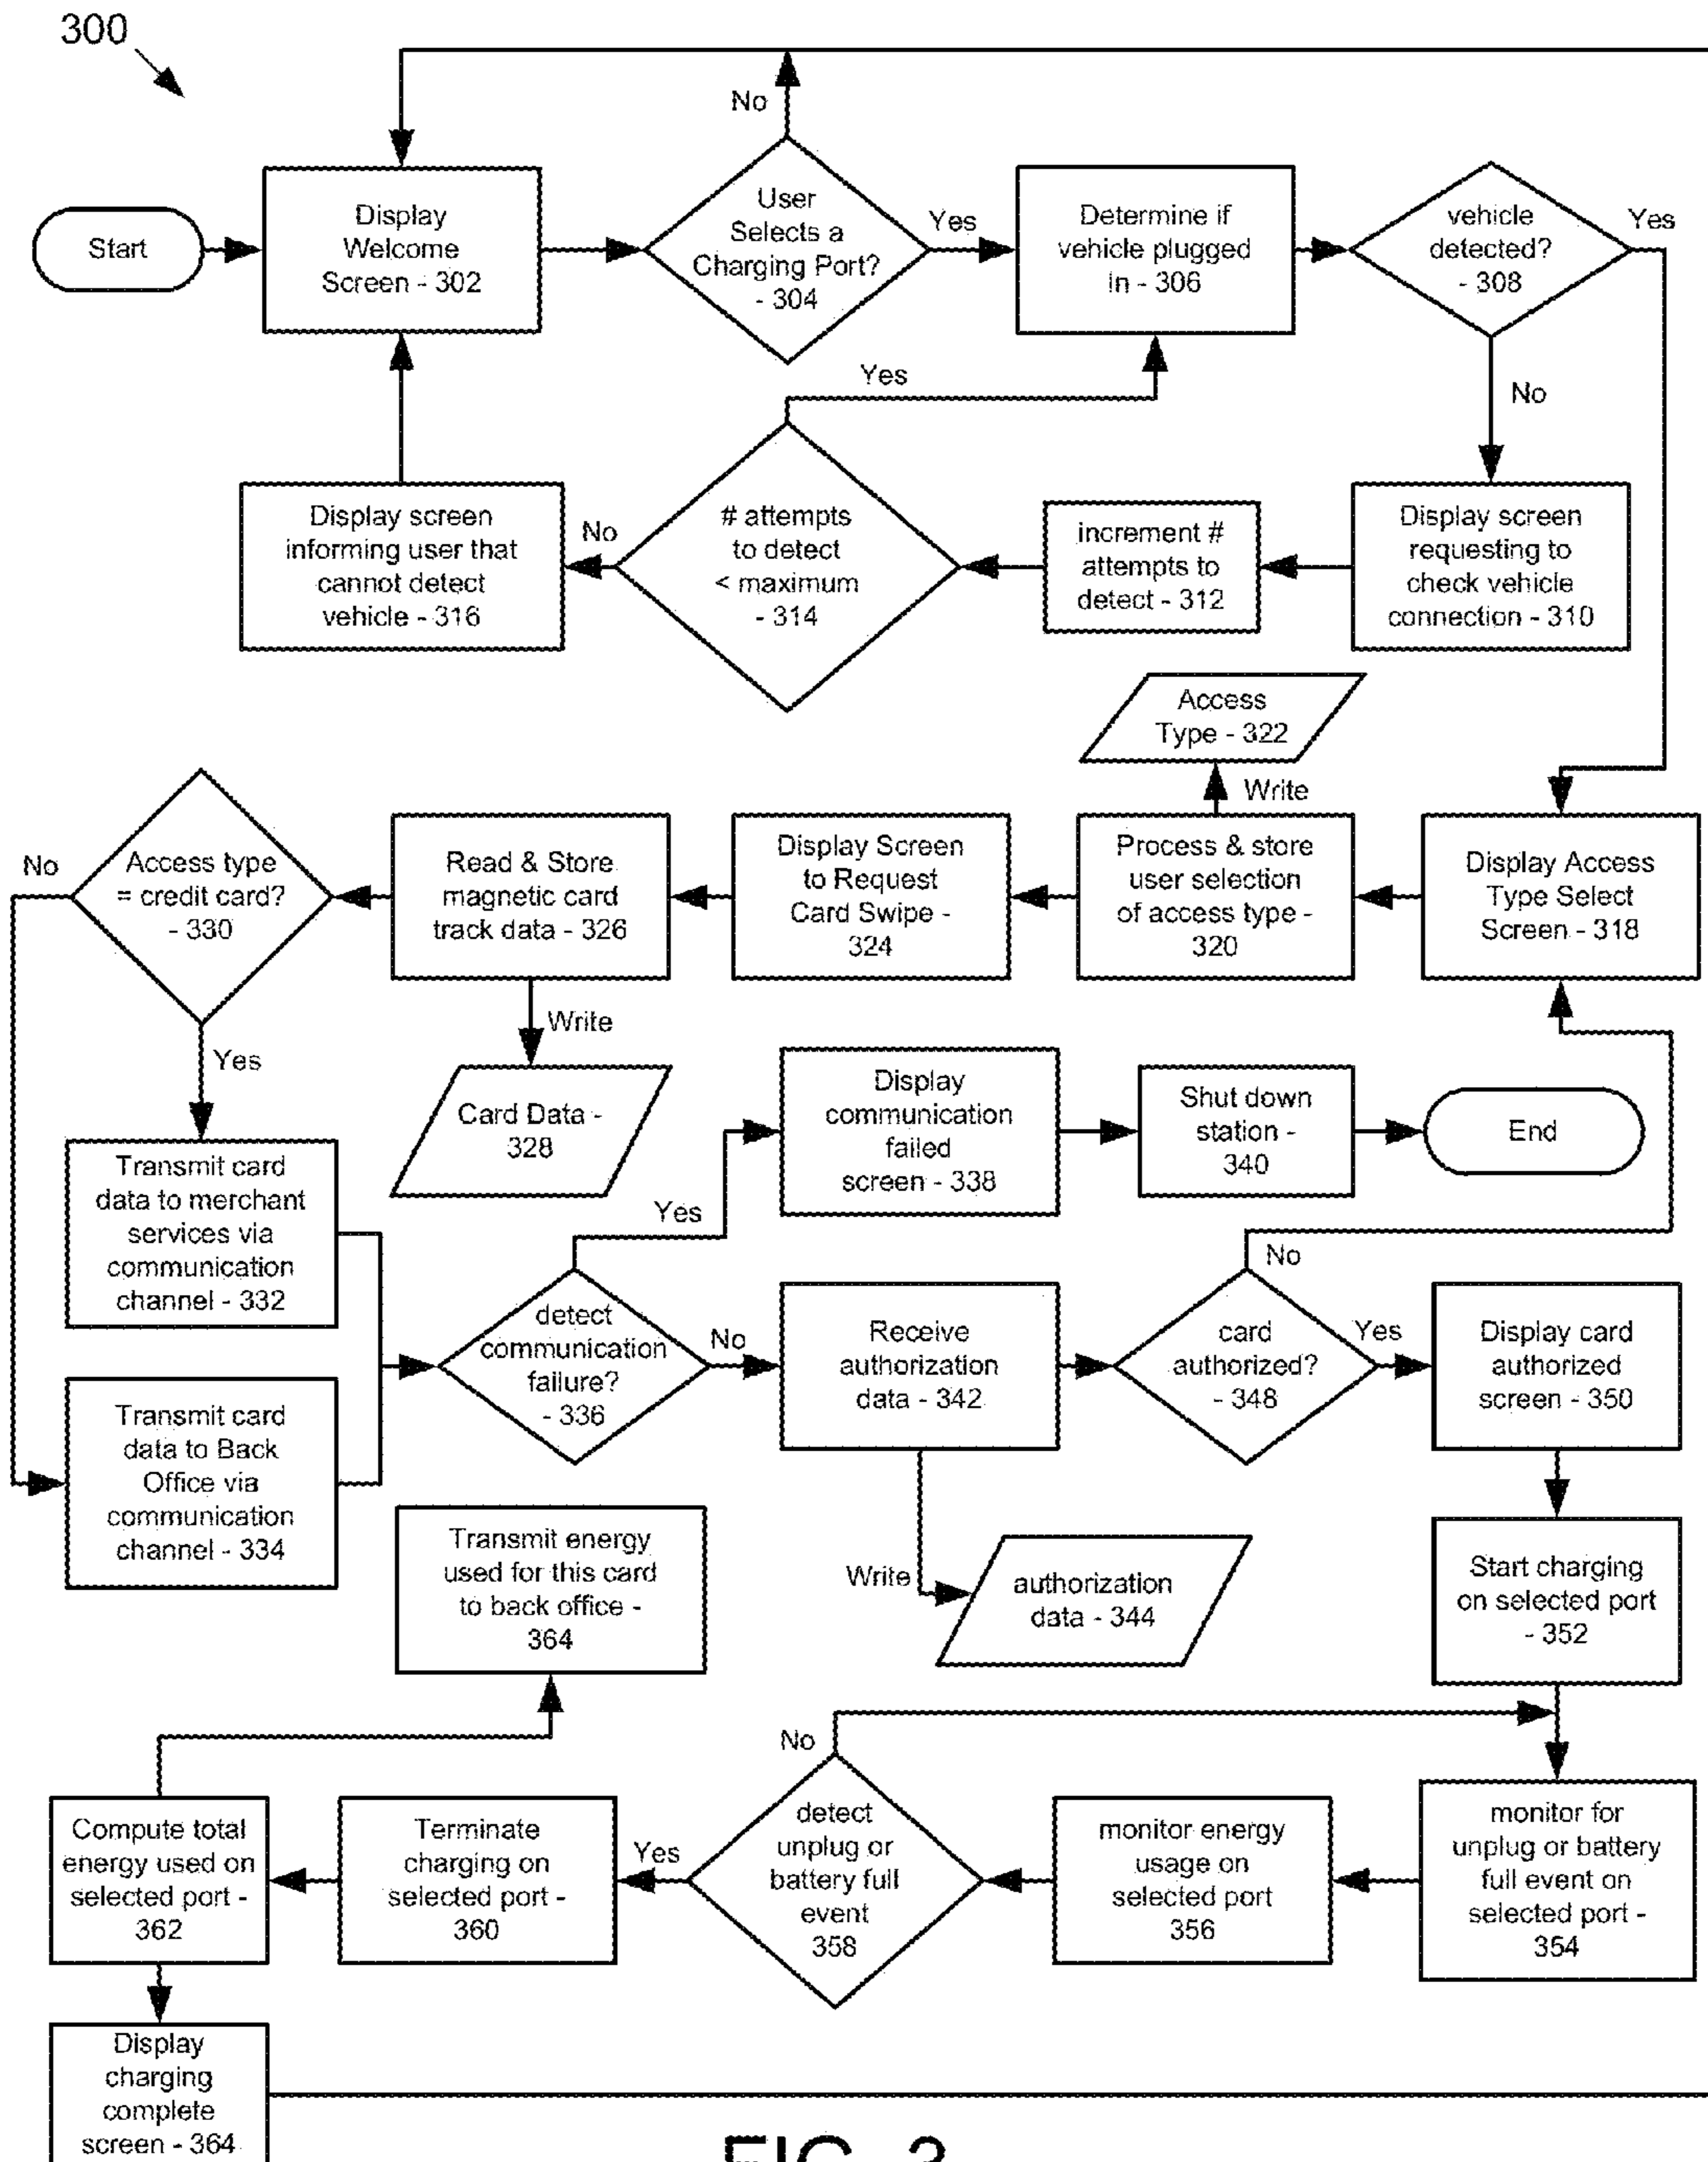 300
No
Start
Display
Welcome
Screen - 302
User
Selects a
Charging Port?
- 304
Yes
Determine if
vehicle plugged
in - 306
vehicle
detected?
- 308
Yes
No
Yes
Display screen
informing user that
cannot detect
vehicle - 316
No
# attempts
to detect
< maximum
- 314
increment #
attempts to
detect - 312
Display screen
requesting to
check vehicle
connection - 310
Access
Type - 322
Write
No
Access type
= credit card?
- 330
Read & Store
magnetic card
track data - 326
Display Screen
to Request
Card Swipe -
324
Process & store
user selection
of access type -
320
Display Access
Type Select
Screen - 318
Yes
Write
Card Data -
328
Display
communication
failed
screen - 338
Shut down
station -
340
End
Transmit card
data to merchant
services via
communication
channel - 332
Yes
No
detect
communication
failure?
- 336
No
Receive
authorization
data - 342
card
authorized?
- 348
Yes
Display card
authorized
screen - 350
Transmit card
data to Back
Office via
communication
channel - 334
Transmit energy
used for this card
to back office -
364
Write
authorization
data - 344
Start charging
on selected port
- 352
No
Compute total
energy used on
selected port -
362
Terminate
charging on
selected port -
360
Yes
detect
unplug or
battery full
event
358
monitor energy
usage on
selected port
356
monitor for
unplug or battery
full event on
selected port -
354
Display
charging
complete
screen - 364
FIG. 3